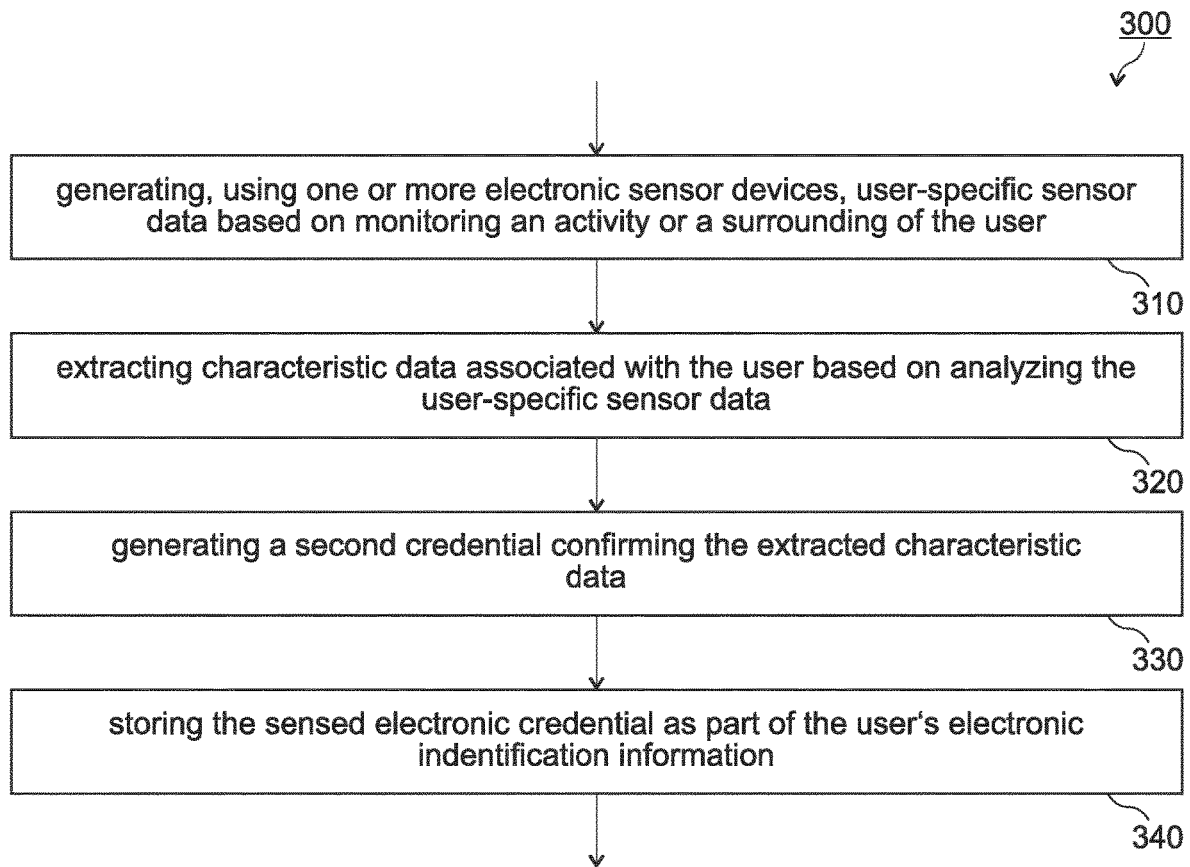 300
generating, using one or more electronic sensor devices, user-specific sensor
data based on monitoring an activity or a surrounding of the user
310
extracting characteristic data associated with the user based on analyzing the
user-specific sensor data
320
generating a second credential confirming the extracted characteristic
data
330
storing the sensed electronic credential as part of the user‘s electronic
indentification information
340